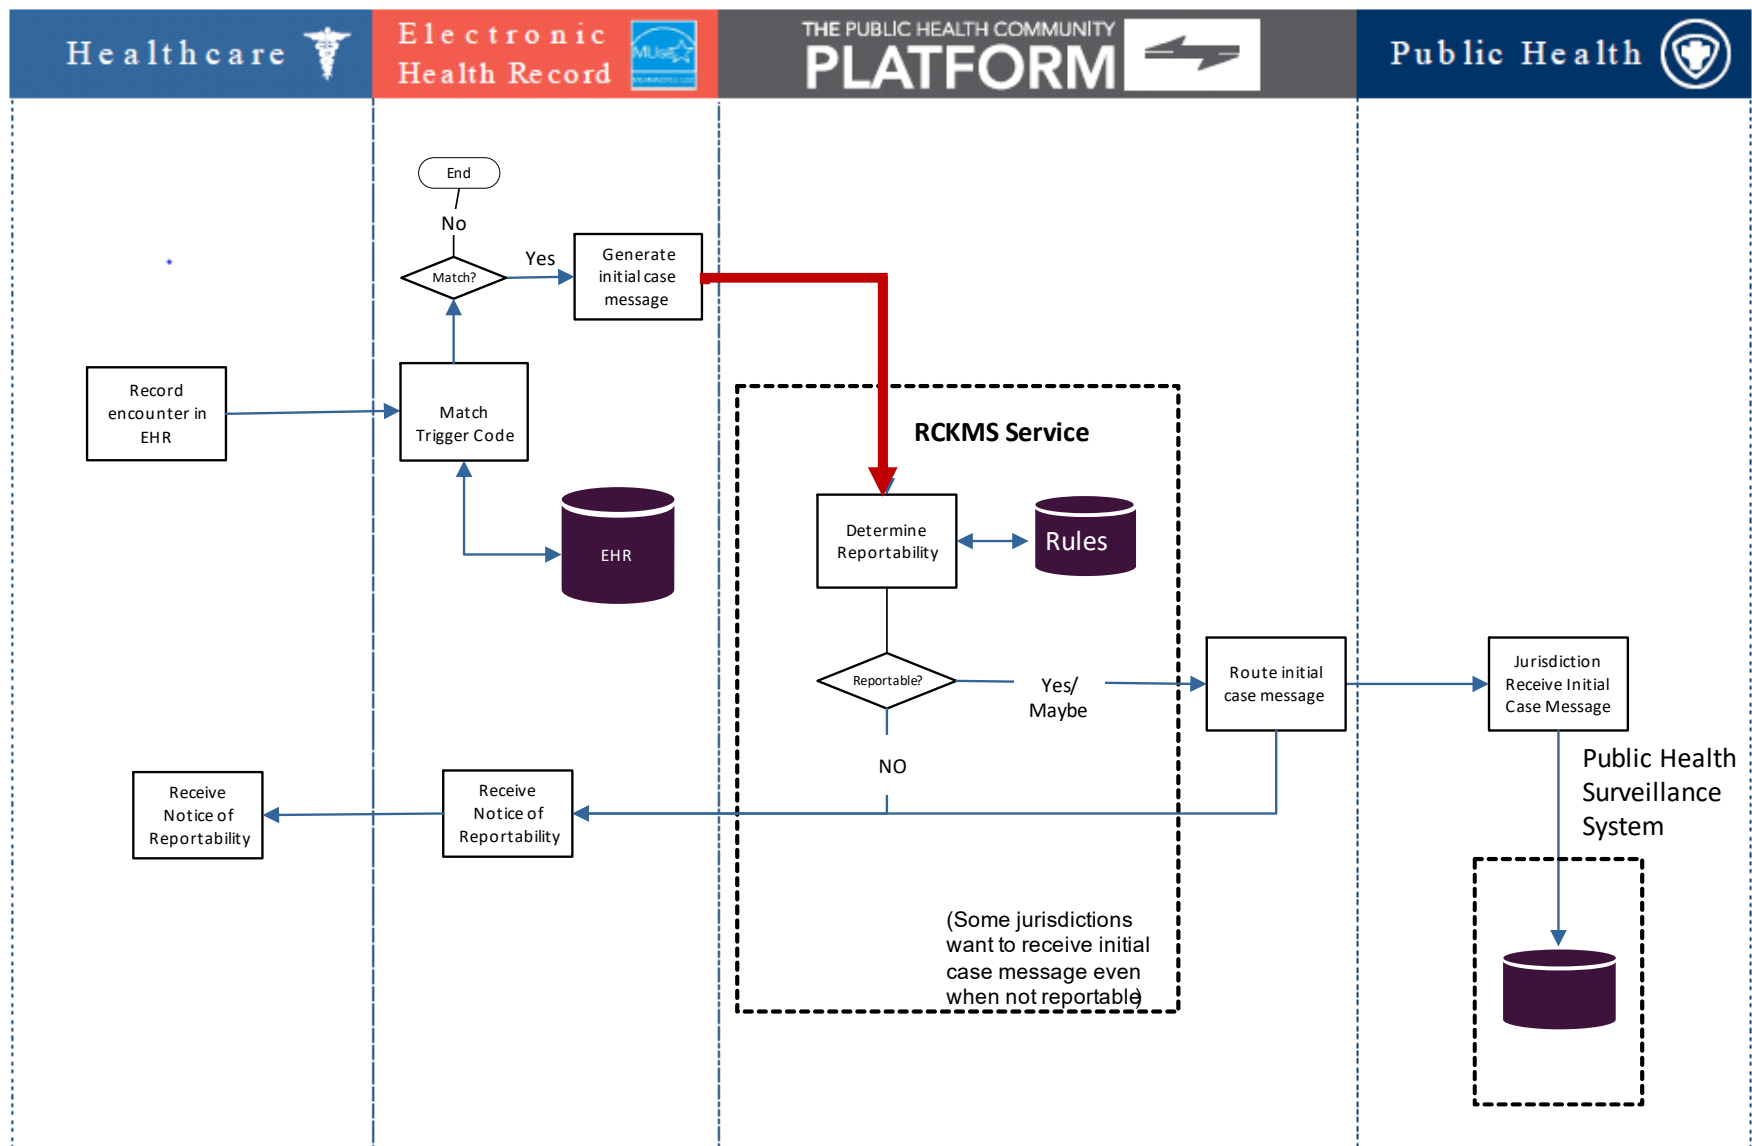 Healthcare
Electronic
Health Record
MUse
THE PUBLIC HEALTH COMMUNITY
PLATFORM
Public Health
End
No
Match?
Yes
Generate
initial case
message
Record
encounter in
EHR
Match
Trigger Code
EHR
RCKMS Service
Determine
Reportability
Rules
Reportable?
Yes/
Maybe
NO
Route initial
case message
Jurisdiction
Receive Initial
Case Message
Public Health
Surveillance
System
Receive
Notice of
Reportability
Receive
Notice of
Reportability
(Some jurisdictions
want to receive initial
case message even
when not reportable)